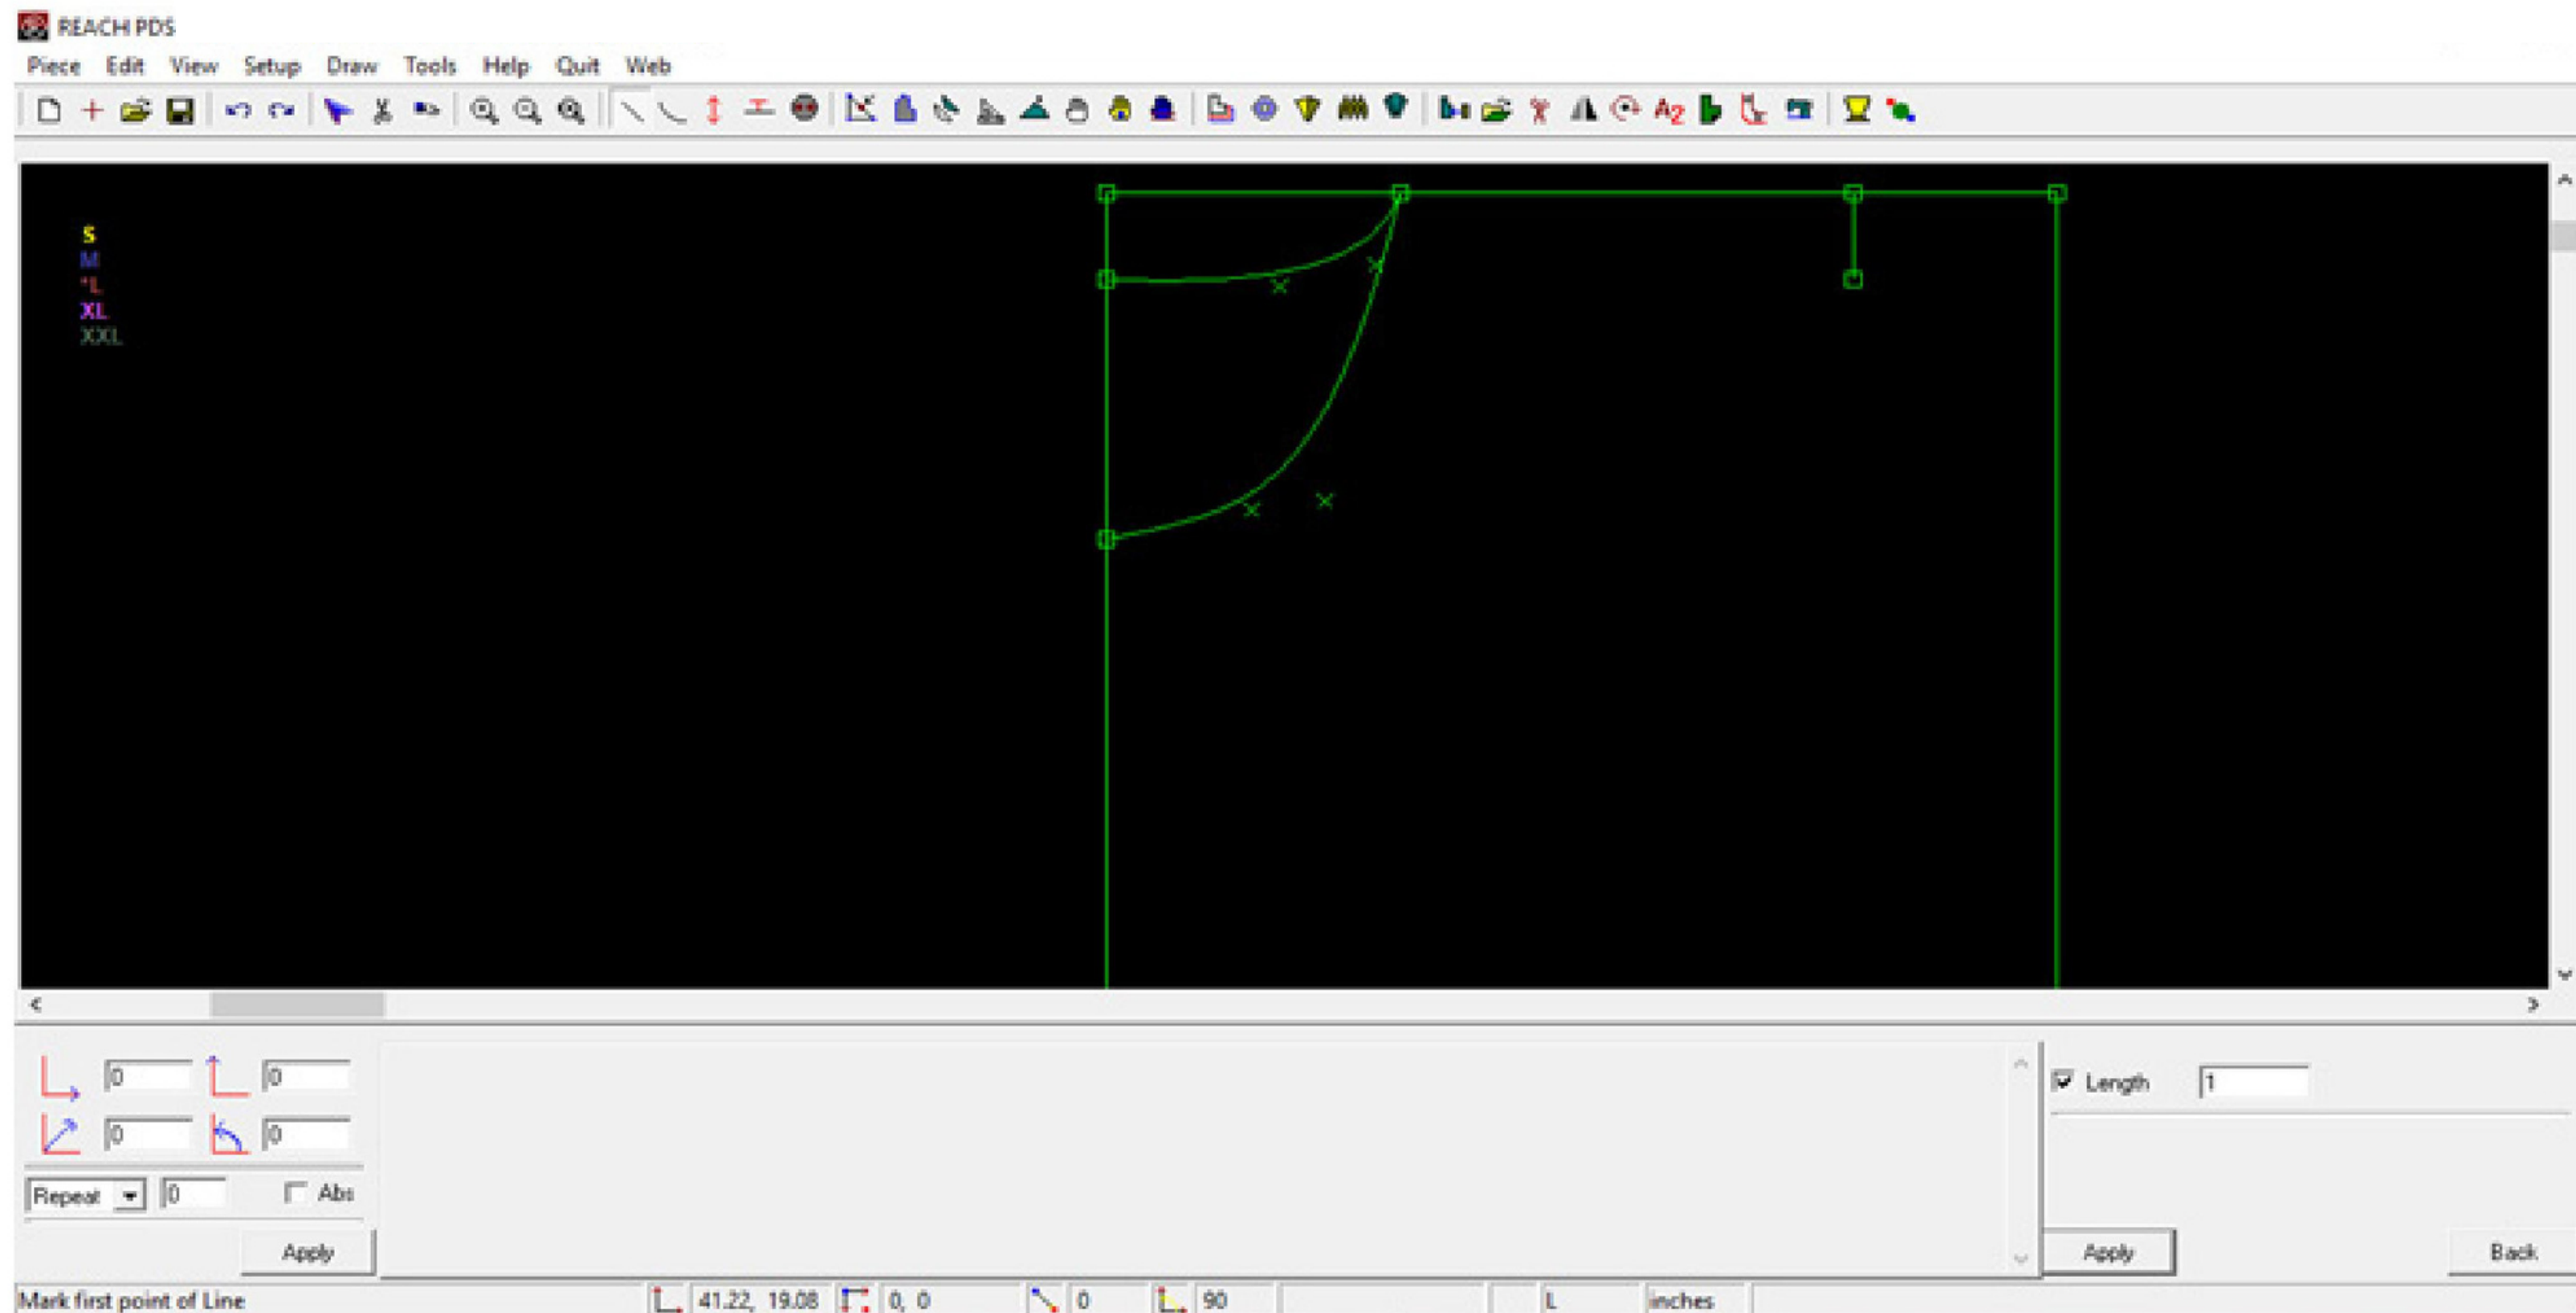 REACH PDS
Piece Edit View Setup Draw Tools Help Quit Web
A2
S
M
*L
XL
XXL
0 0
Length 1
0 0
Repeat 0 Abs
Apply Apply Back
Mark first point of Line 41.22, 19.08 0, 0 0 90 L inches